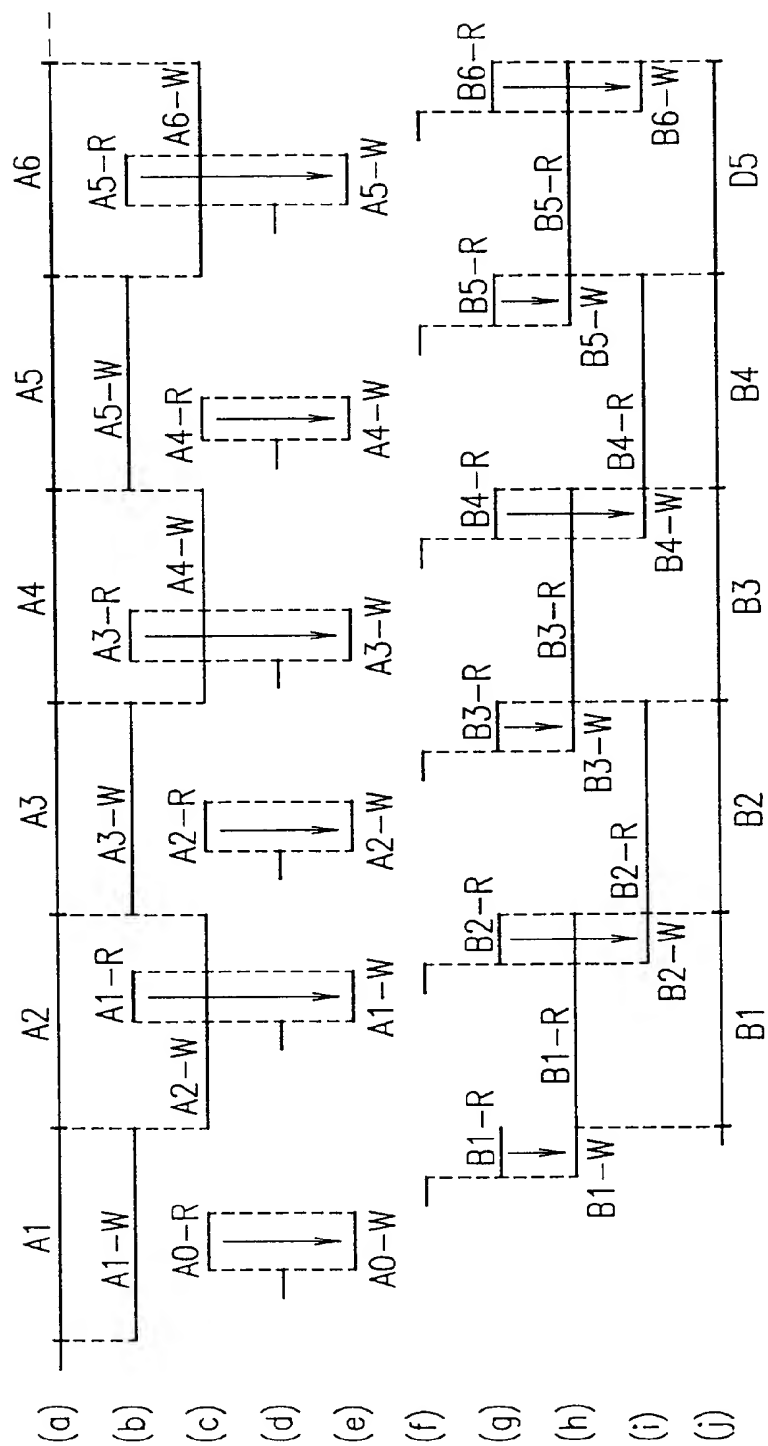 (a) A1 A2 A3 A4 A5 A6
(b) A1-W A1-R A3-W A3-R A5-W A5-R
(c) A0-R A2-W A2-R A4-W A4-R A6-W
(d)
(e) A0-W A1-W A2-W A3-W A4-W A5-W
(f)
(g) B1-R B2-R B3-R B4-R B5-R B6-R
(h) B1-W B1-R B3-W B3-R B5-W B5-R
(i) B2-W B2-R B4-W B4-R B6-W
(j) B1 B2 B3 B4 D5